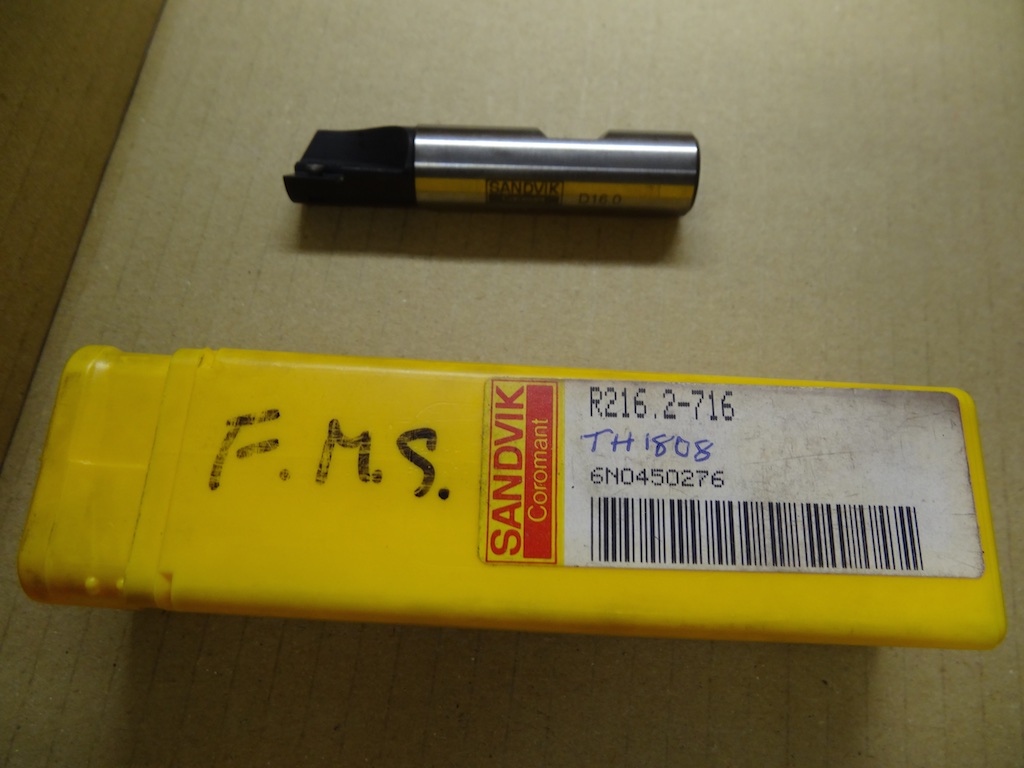 SANDVIK
D16.0
F.M.S.
SANDVIK
Coromant
R216.2-716
TH1808
6N0450276